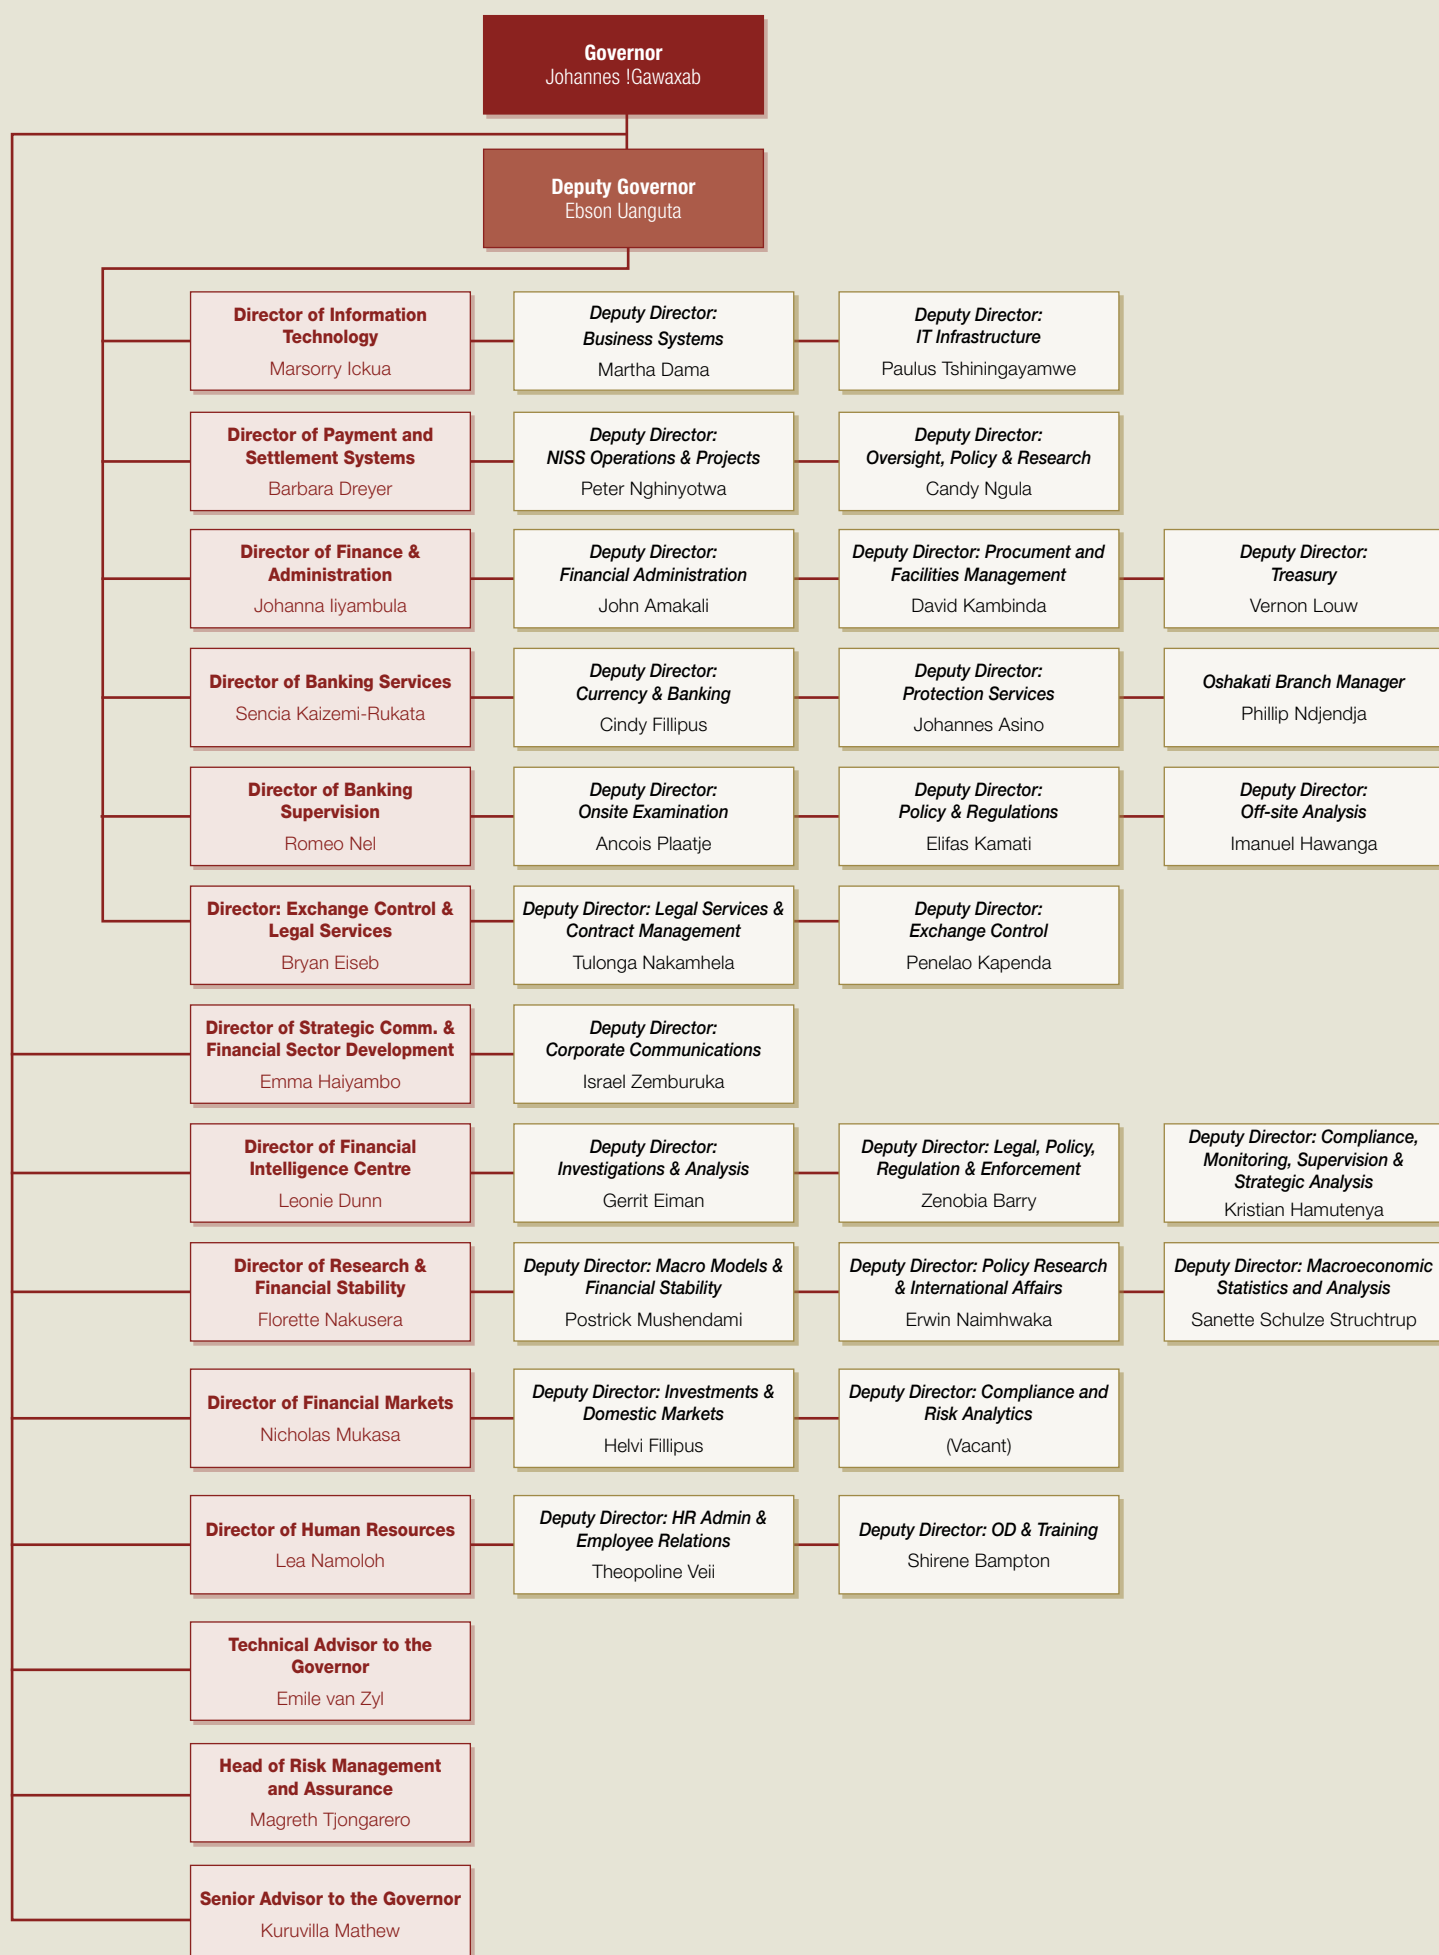 Governor
Johannes !Gawaxab
Deputy Governor
Ebson Uanguta
Director of Information
Technology
Marsorry Ickua
Deputy Director:
Business Systems
Martha Dama
Deputy Director:
IT Infrastructure
Paulus Tshiningayamwe
Director of Payment and
Settlement Systems
Barbara Dreyer
Deputy Director:
NISS Operations & Projects
Peter Nghinyotwa
Deputy Director:
Oversight, Policy & Research
Candy Ngula
Director of Finance &
Administration
Johanna Iiyambula
Deputy Director:
Financial Administration
John Amakali
Deputy Director: Procument and
Facilities Management
David Kambinda
Deputy Director:
Treasury
Vernon Louw
Director of Banking Services
Sencia Kaizemi-Rukata
Deputy Director:
Currency & Banking
Cindy Fillipus
Deputy Director:
Protection Services
Johannes Asino
Oshakati Branch Manager
Phillip Ndjendja
Director of Banking
Supervision
Romeo Nel
Deputy Director:
Onsite Examination
Ancois Plaatje
Deputy Director:
Policy & Regulations
Elifas Kamati
Deputy Director:
Off-site Analysis
Imanuel Hawanga
Director: Exchange Control &
Legal Services
Bryan Eiseb
Deputy Director: Legal Services &
Contract Management
Tulonga Nakamhela
Deputy Director:
Exchange Control
Penelao Kapenda
Director of Strategic Comm. &
Financial Sector Development
Emma Haiyambo
Deputy Director:
Corporate Communications
Israel Zemburuka
Director of Financial
Intelligence Centre
Leonie Dunn
Deputy Director:
Investigations & Analysis
Gerrit Eiman
Deputy Director: Legal, Policy,
Regulation & Enforcement
Zenobia Barry
Deputy Director: Compliance,
Monitoring, Supervision &
Strategic Analysis
Kristian Hamutenya
Director of Research &
Financial Stability
Florette Nakusera
Deputy Director: Macro Models &
Financial Stability
Postrick Mushendami
Deputy Director: Policy Research
& International Affairs
Erwin Naimhwaka
Deputy Director: Macroeconomic
Statistics and Analysis
Sanette Schulze Struchtrup
Director of Financial Markets
Nicholas Mukasa
Deputy Director: Investments &
Domestic Markets
Helvi Fillipus
Deputy Director: Compliance and
Risk Analytics
(Vacant)
Director of Human Resources
Lea Namoloh
Deputy Director: HR Admin &
Employee Relations
Theopoline Veii
Deputy Director: OD & Training
Shirene Bampton
Technical Advisor to the
Governor
Emile van Zyl
Head of Risk Management
and Assurance
Magreth Tjongarero
Senior Advisor to the Governor
Kuruvilla Mathew